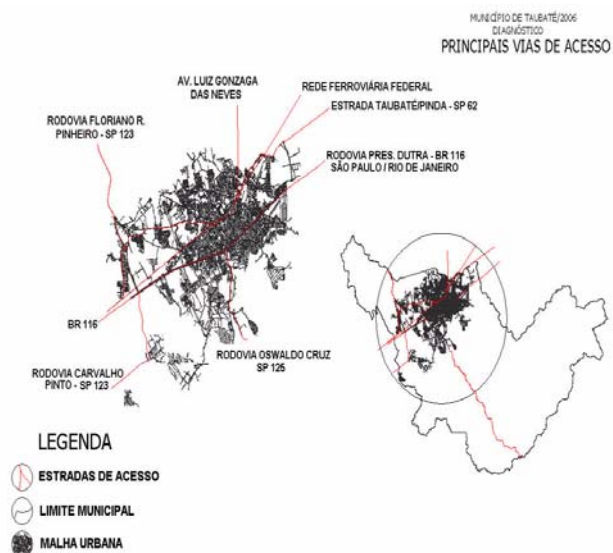 MUNICÍPIO DE TAUBATÉ/2006
DIAGNÓSTICO
PRINCIPAIS VIAS DE ACESSO
AV. LUIZ GONZAGA
DAS NEVES
REDE FERROVIÁRIA FEDERAL
ESTRADA TAUBATÉ/PINDA - SP 62
RODOVIA FLORIANO R.
PINHEIRO - SP 123
RODOVIA PRES. DUTRA - BR 116
SÃO PAULO / RIO DE JANEIRO
BR 116
RODOVIA OSWALDO CRUZ
SP 125
RODOVIA CARVALHO
PINTO - SP 123
LEGENDA
ESTRADAS DE ACESSO
LIMITE MUNICIPAL
MALHA URBANA